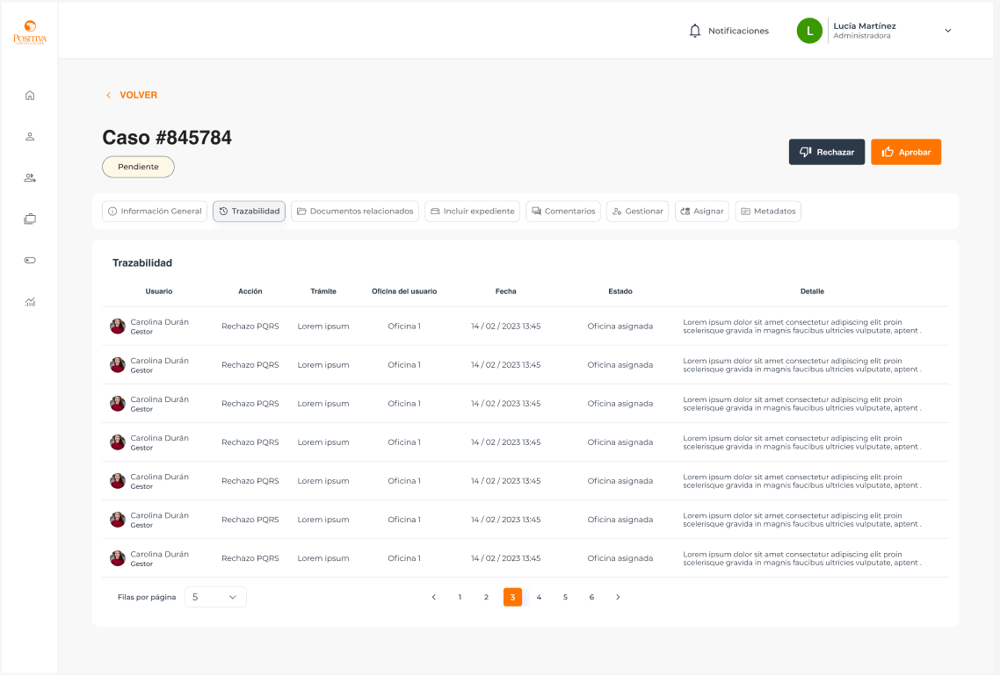 POSITIVA
Notificaciones
L
Lucía Martínez
Administradora
VOLVER
Caso #845784
Pendiente
Rechazar
Aprobar
Información General
Trazabilidad
Documentos relacionados
Incluir expediente
Comentarios
Gestionar
Asignar
Metadatos
Trazabilidad
Usuario Acción Trámite Oficina del usuario Fecha Estado Detalle
Carolina Durán
Gestor
Rechazo PQRS Lorem ipsum Oficina 1 14 / 02 / 2023 13:45 Oficina asignada
Lorem ipsum dolor sit amet consectetur adipiscing elit proin
scelerisque gravida in magnis faucibus ultricies vulputate, aptent .
Carolina Durán
Gestor
Rechazo PQRS Lorem ipsum Oficina 1 14 / 02 / 2023 13:45 Oficina asignada
Lorem ipsum dolor sit amet consectetur adipiscing elit proin
scelerisque gravida in magnis faucibus ultricies vulputate, aptent .
Carolina Durán
Gestor
Rechazo PQRS Lorem ipsum Oficina 1 14 / 02 / 2023 13:45 Oficina asignada
Lorem ipsum dolor sit amet consectetur adipiscing elit proin
scelerisque gravida in magnis faucibus ultricies vulputate, aptent .
Carolina Durán
Gestor
Rechazo PQRS Lorem ipsum Oficina 1 14 / 02 / 2023 13:45 Oficina asignada
Lorem ipsum dolor sit amet consectetur adipiscing elit proin
scelerisque gravida in magnis faucibus ultricies vulputate, aptent .
Carolina Durán
Gestor
Rechazo PQRS Lorem ipsum Oficina 1 14 / 02 / 2023 13:45 Oficina asignada
Lorem ipsum dolor sit amet consectetur adipiscing elit proin
scelerisque gravida in magnis faucibus ultricies vulputate, aptent .
Carolina Durán
Gestor
Rechazo PQRS Lorem ipsum Oficina 1 14 / 02 / 2023 13:45 Oficina asignada
Lorem ipsum dolor sit amet consectetur adipiscing elit proin
scelerisque gravida in magnis faucibus ultricies vulputate, aptent .
Carolina Durán
Gestor
Rechazo PQRS Lorem ipsum Oficina 1 14 / 02 / 2023 13:45 Oficina asignada
Lorem ipsum dolor sit amet consectetur adipiscing elit proin
scelerisque gravida in magnis faucibus ultricies vulputate, aptent .
Filas por página 5
1 2 3 4 5 6